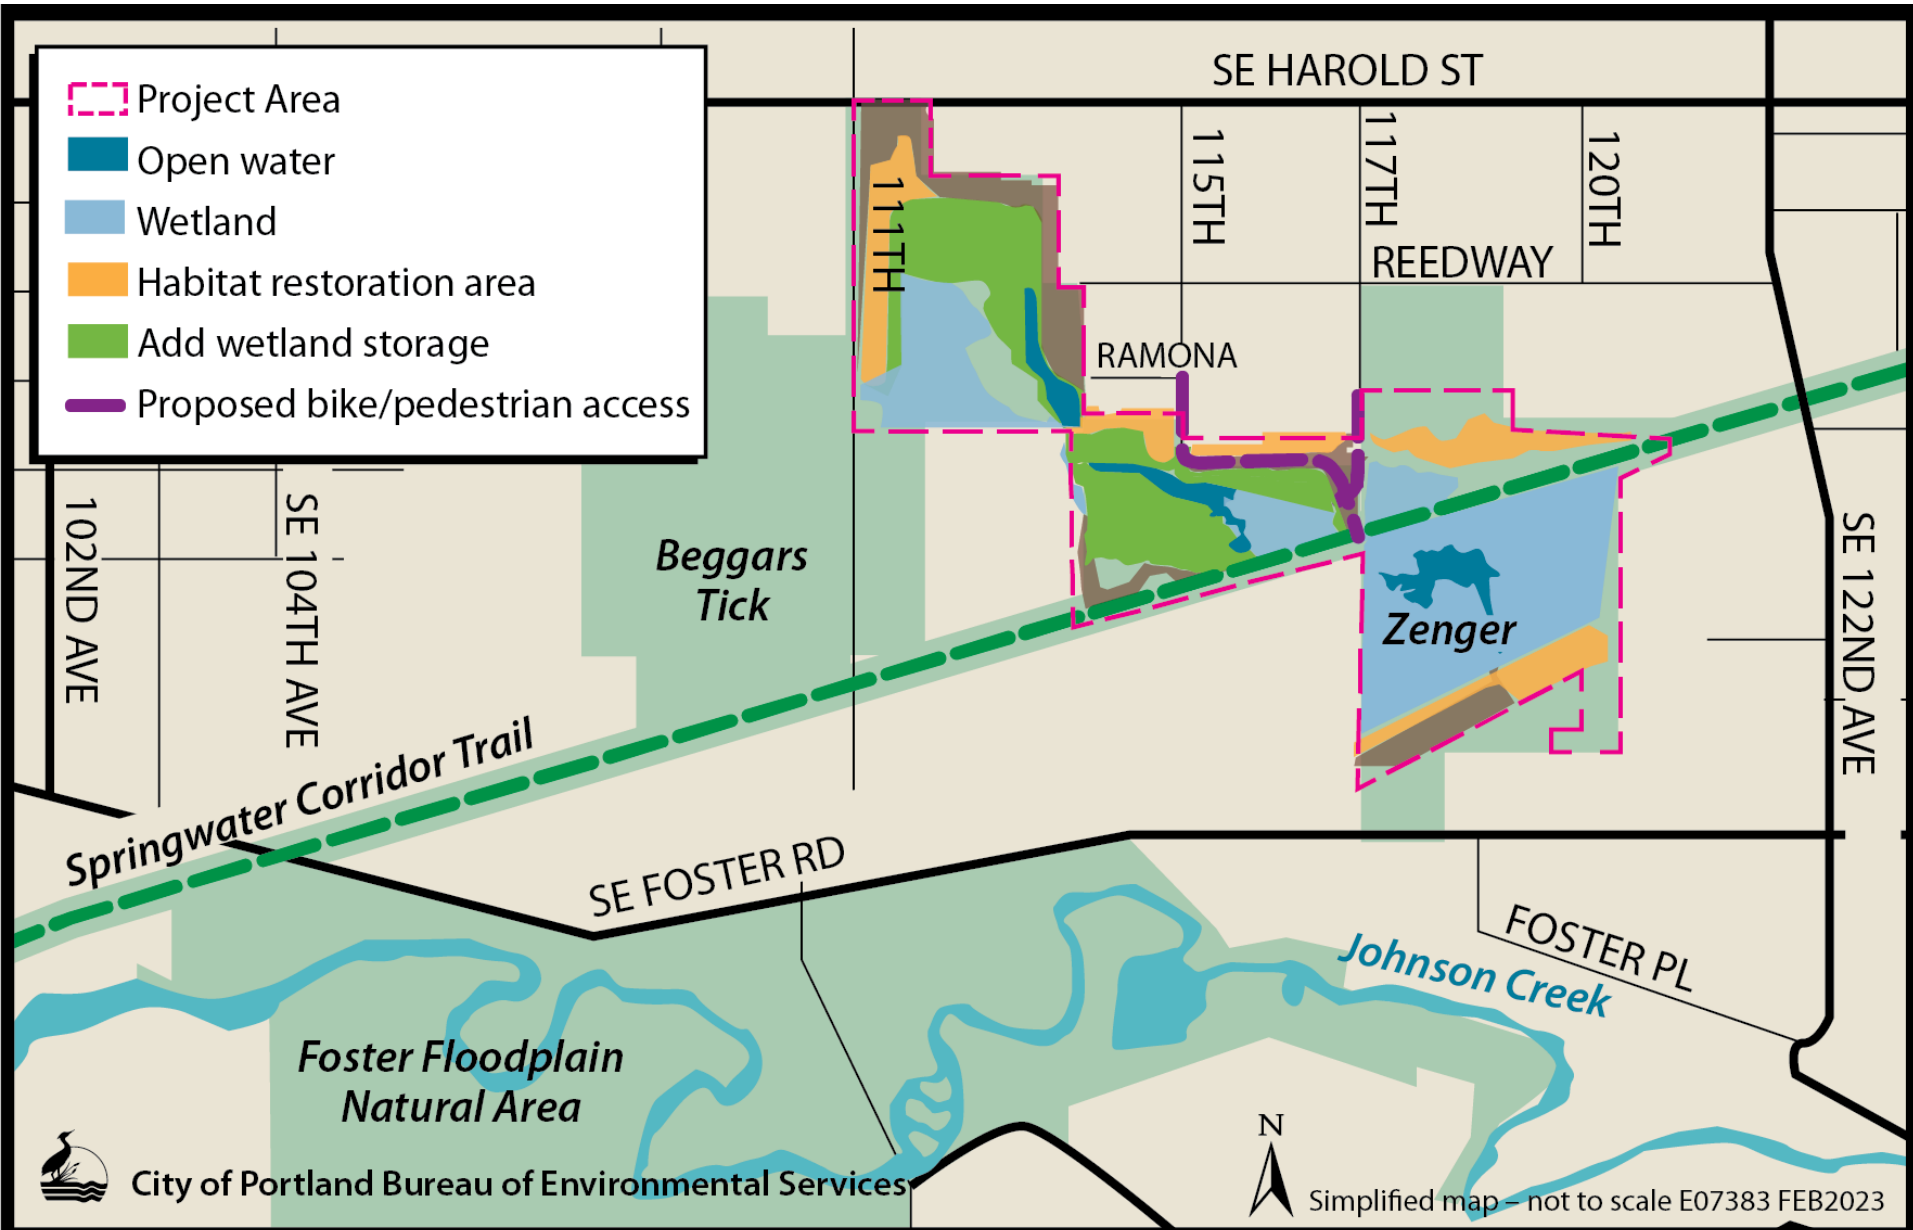 Project Area
Open water
Wetland
Habitat restoration area
Add wetland storage
Proposed bike/pedestrian access
SE HAROLD ST
111TH
115TH
117TH
120TH
REEDWAY
RAMONA
102ND AVE
SE 104TH AVE
Beggars
Tick
Zenger
SE 122ND AVE
Springwater Corridor Trail
SE FOSTER RD
FOSTER PL
Johnson Creek
Foster Floodplain
Natural Area
N
City of Portland Bureau of Environmental Services
Simplified map – not to scale E07383 FEB2023